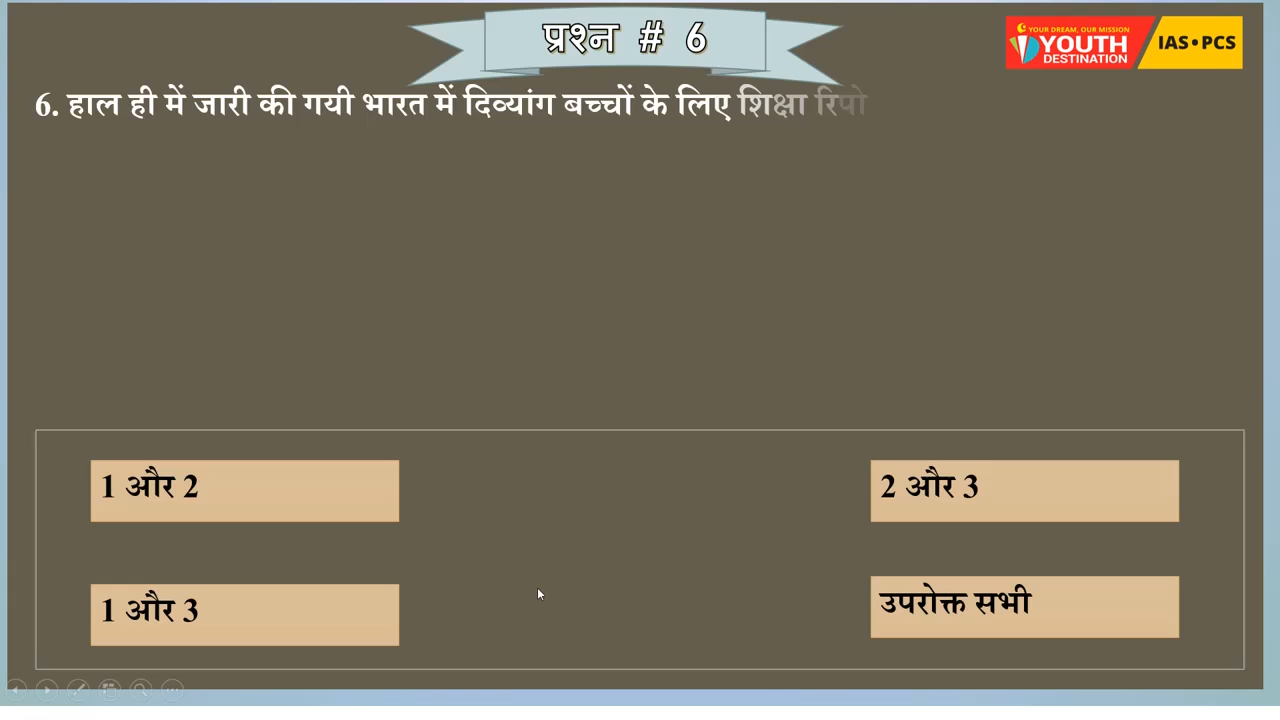 प्रश्न # 6
YOUR DREAM, OUR MISSION
YOUTH
DESTINATION
IAS•PCS
6. हाल ही में जारी की गयी भारत में दिव्यांग बच्चों के लिए शिक्षा रिपो
1 और 2
2 और 3
1 और 3
उपरोक्त सभी